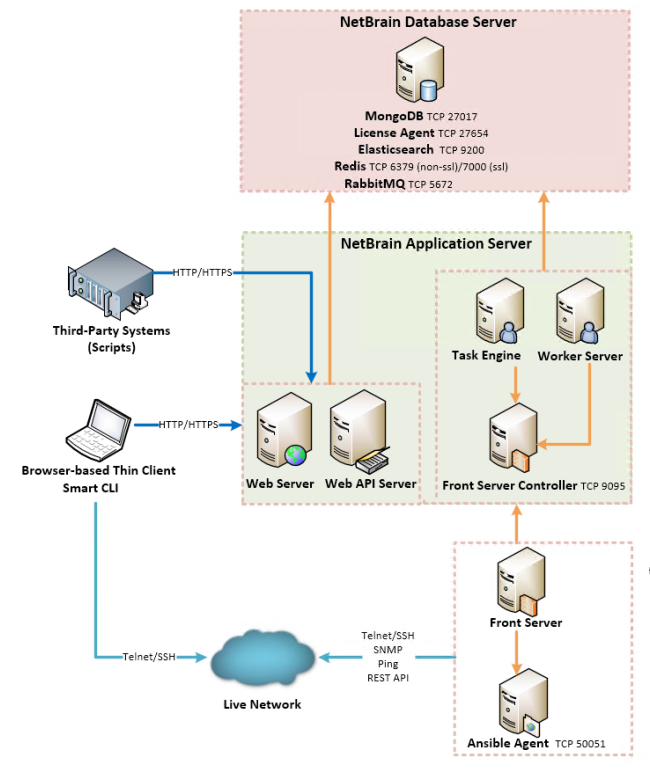 NetBrain Database Server
MongoDB TCP 27017
License Agent TCP 27654
Elasticsearch TCP 9200
Redis TCP 6379 (non-ssl)/7000 (ssl)
RabbitMQ TCP 5672
NetBrain Application Server
HTTP/HTTPS
Third-Party Systems
(Scripts)
Task Engine
Worker Server
HTTP/HTTPS
Browser-based Thin Client
Smart CLI
Web Server
Web API Server
Front Server Controller TCP 9095
Front Server
Telnet/SSH
Telnet/SSH
SNMP
Ping
REST API
Live Network
Ansible Agent TCP 50051